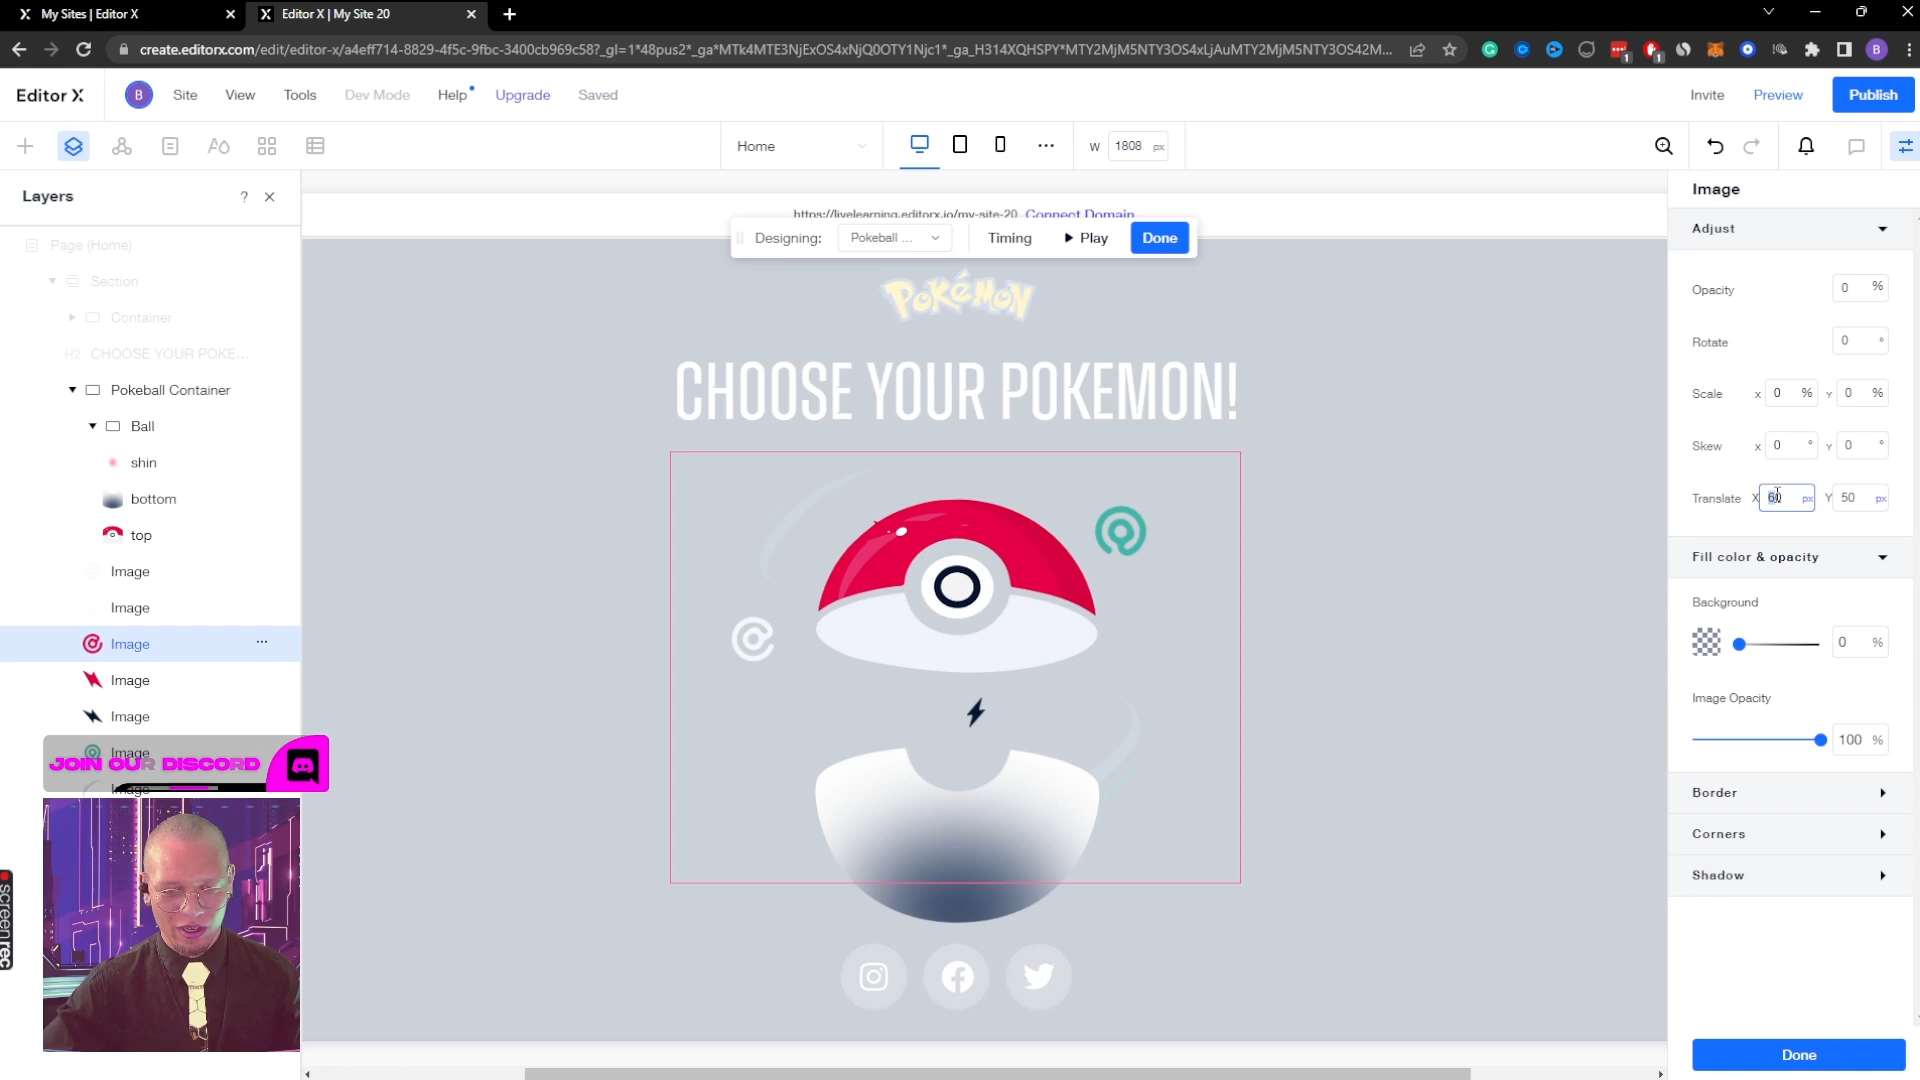 My Sites | Editor X
Editor X | My Site 20
create.editorx.com/edit/editor-x/a4eff714-8829-4f5c-9fbc-3400cb969c58?_gl=1*48pus2*_ga*MTk4MTE3NjExOS4xNjQ0OTY1Njc1*_ga_H314XQHSPY*MTY2MjM5NTY3OS4xLjAuMTY2MjM5NTY3OS42M...
1
1
B
Editor X
B
Site
View
Tools
Dev Mode
Help
Upgrade
Saved
Invite
Preview
Publish
Home
W 1808 px
Layers
?
https://livelearning.editorx.io/my-site-20 Connect Domain
Designing: Pokeball ... Timing Play Done
Page (Home)
Section
Container
H2 CHOOSE YOUR POKE...
Pokeball Container
Ball
shin
bottom
top
Image
Image
Image
Image
Image
Image
Image
JOIN OUR DISCORD
screenrec
POKéMON
CHOOSE YOUR POKEMON!
Image
Adjust
Opacity 0 %
Rotate 0 °
Scale X 0 % Y 0 %
Skew X 0 ° Y 0 °
Translate X 60 px Y 50 px
Fill color & opacity
Background
0 %
Image Opacity
100 %
Border
Corners
Shadow
Done